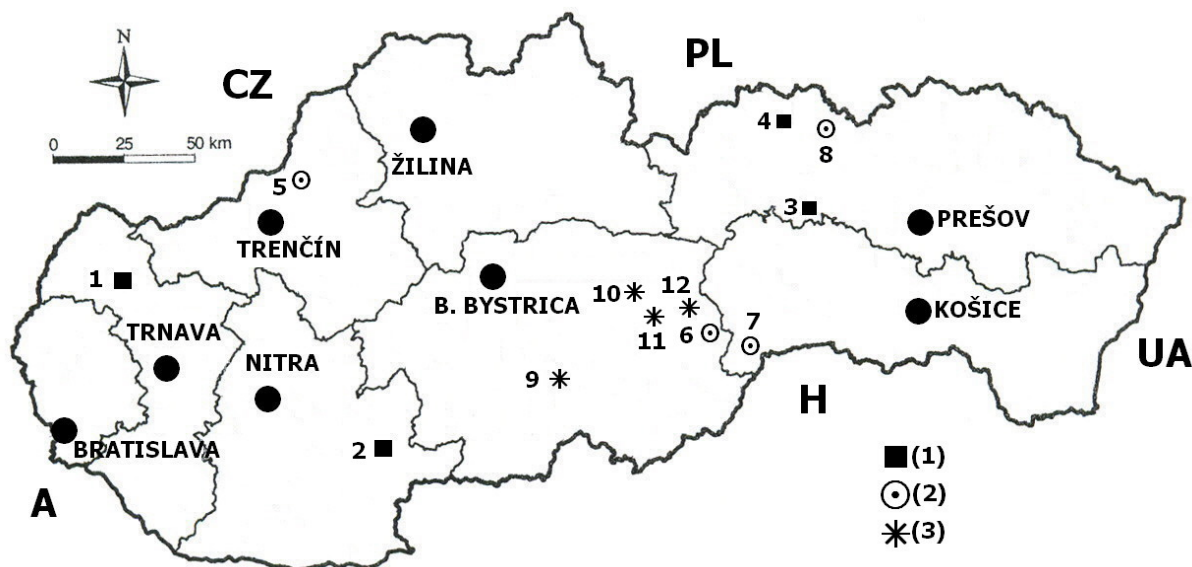 N
CZ
PL
0 25 50 km
4
8
ŽILINA
5
3
PREŠOV
TRENČÍN
1
10
12
B. BYSTRICA
KOŠICE
TRNAVA
11
6
7
NITRA
UA
9
H
BRATISLAVA
2
(1)
A
(2)
(3)